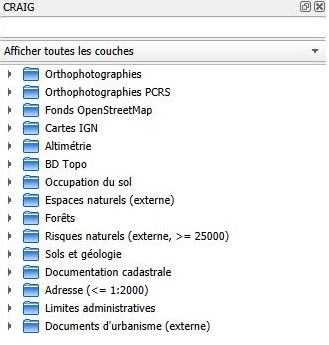 CRAIG
Afficher toutes les couches
Orthophotographies
Orthophotographies PCRS
Fonds OpenStreetMap
Cartes IGN
Altimétrie
BD Topo
Occupation du sol
Espaces naturels (externe)
Forêts
Risques naturels (externe, >= 25000)
Sols et géologie
Documentation cadastrale
Adresse (<= 1:2000)
Limites administratives
Documents d'urbanisme (externe)